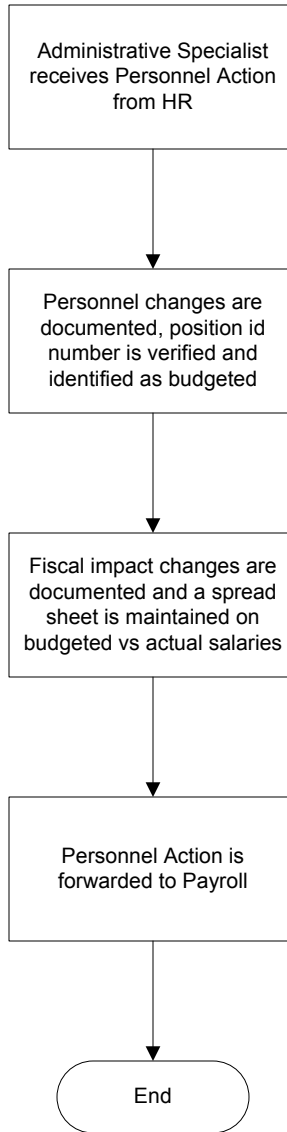 Administrative Specialist
receives Personnel Action
from HR
Personnel changes are
documented, position id
number is verified and
identified as budgeted
Fiscal impact changes are
documented and a spread
sheet is maintained on
budgeted vs actual salaries
Personnel Action is
forwarded to Payroll
End